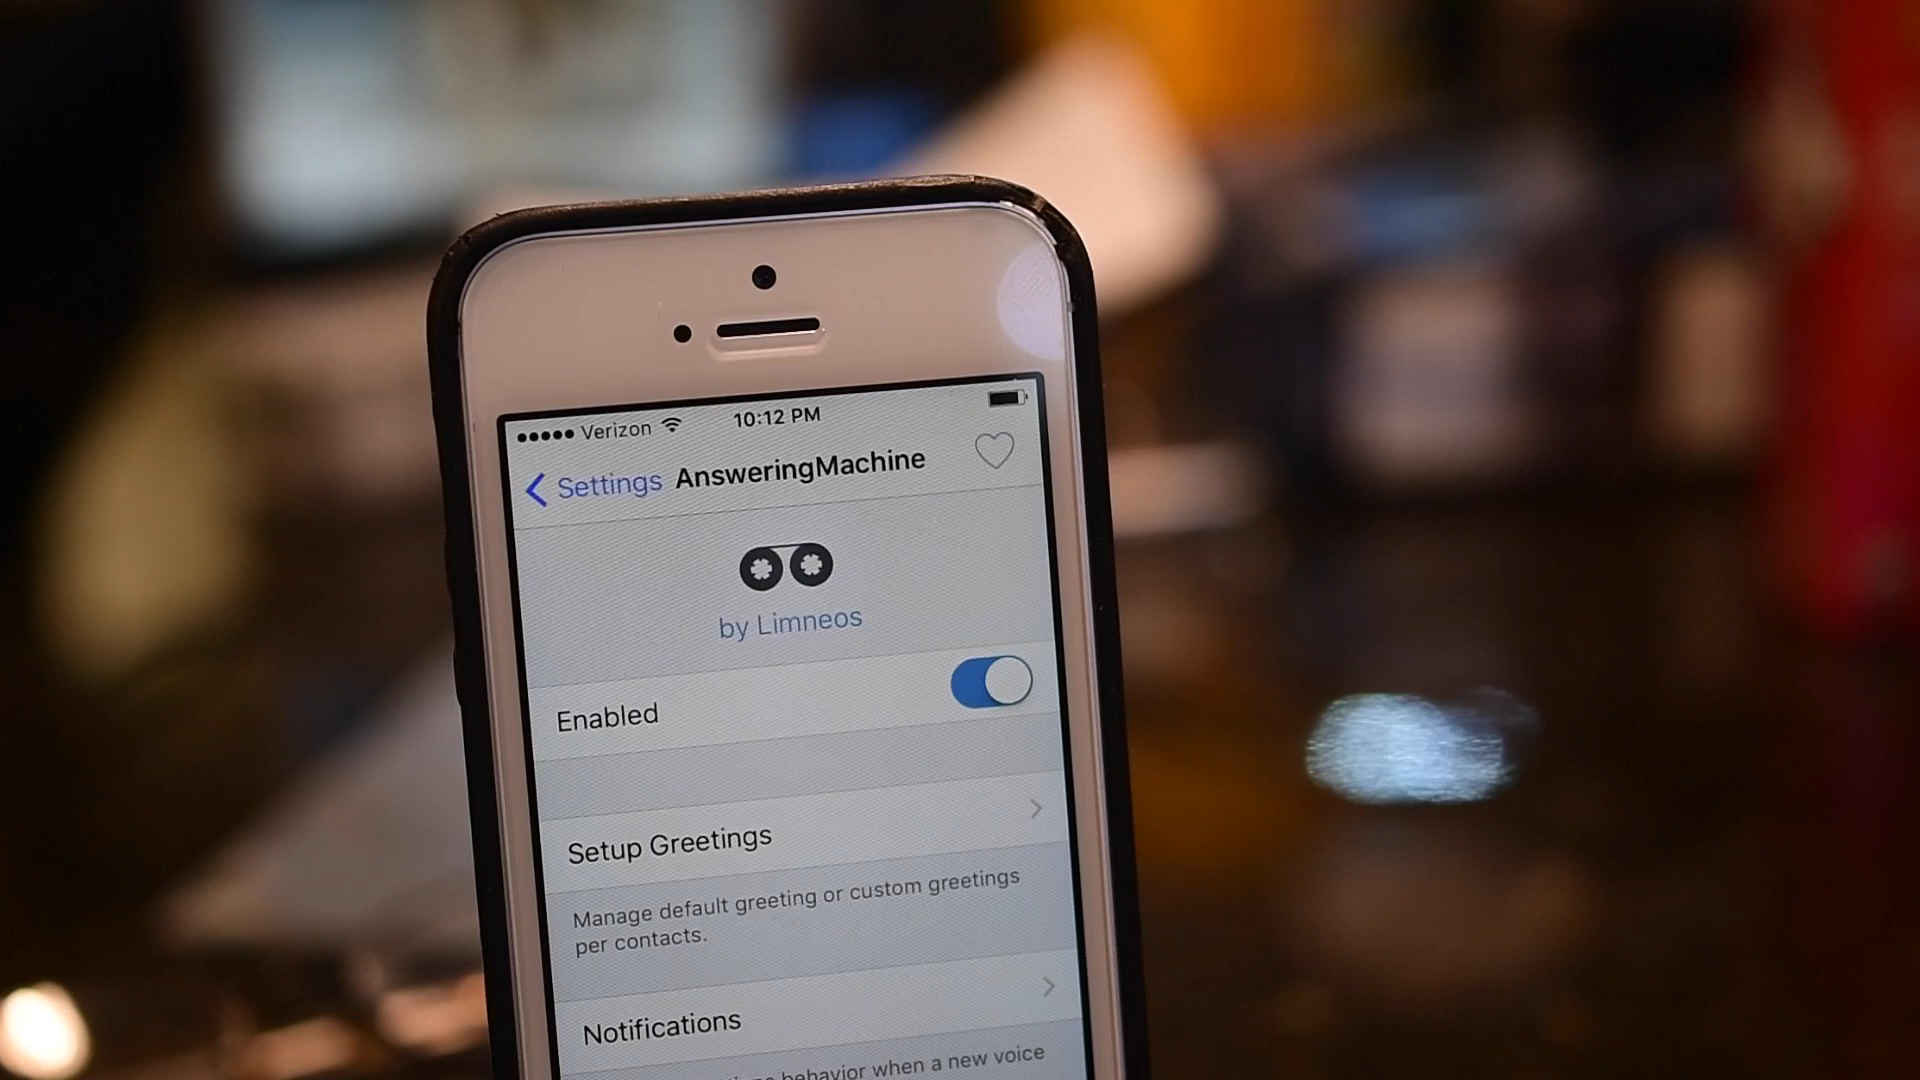 Verizon 10:12 PM
Settings AnsweringMachine
by Limneos
Enabled
Setup Greetings
Manage default greeting or custom greetings
per contacts.
Notifications
behavior when a new voice